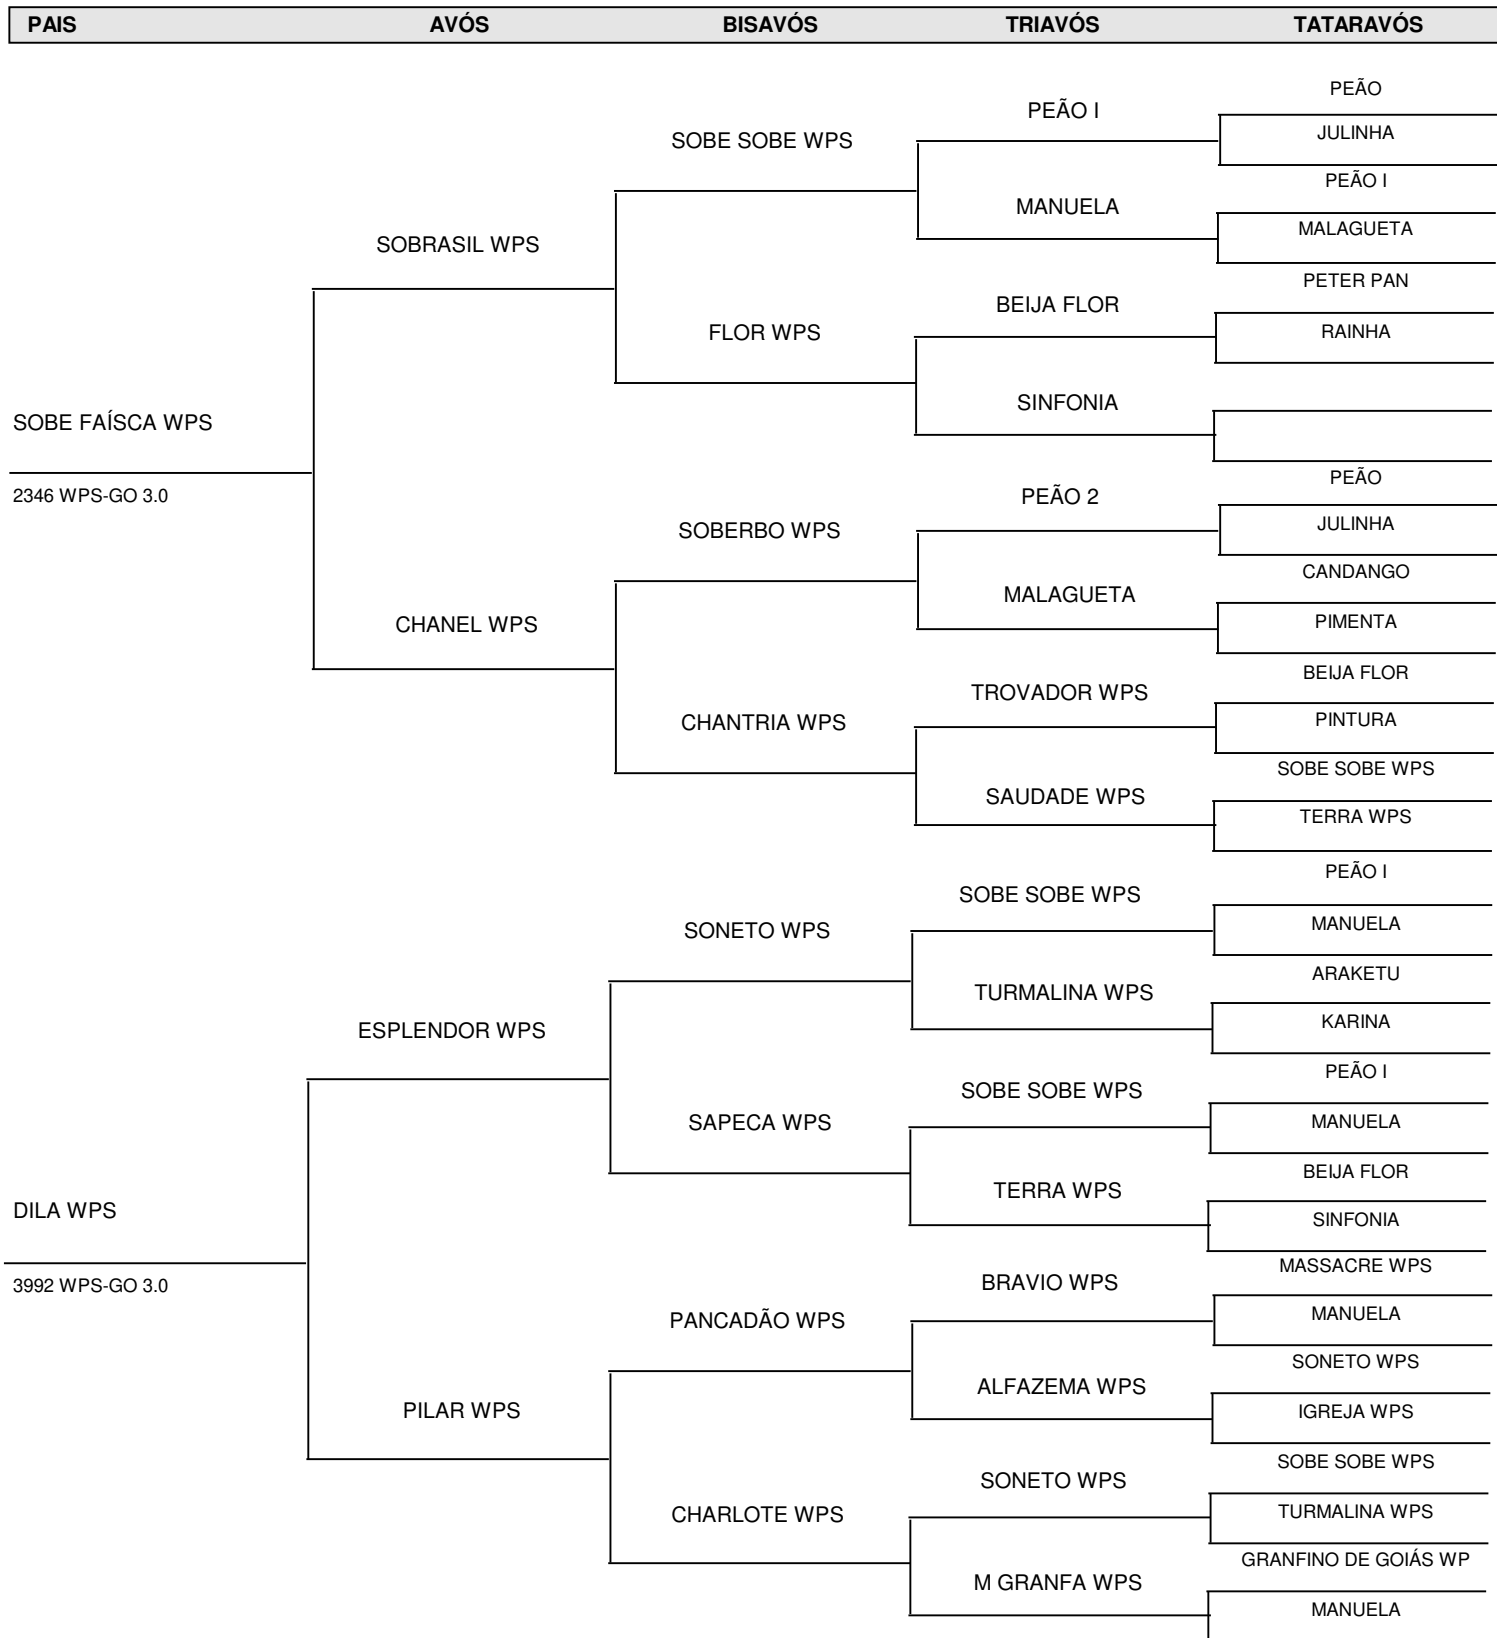 PAIS AVÓS BISAVÓS TRIAVÓS TATARAVÓS
PEÃO
PEÃO I
JULINHA
SOBE SOBE WPS
PEÃO I
MANUELA
MALAGUETA
SOBRASIL WPS
PETER PAN
BEIJA FLOR
RAINHA
FLOR WPS
SINFONIA
SOBE FAÍSCA WPS
2346 WPS-GO 3.0
PEÃO
PEÃO 2
JULINHA
SOBERBO WPS
CANDANGO
MALAGUETA
PIMENTA
CHANEL WPS
BEIJA FLOR
TROVADOR WPS
PINTURA
CHANTRIA WPS
SOBE SOBE WPS
SAUDADE WPS
TERRA WPS
PEÃO I
SOBE SOBE WPS
MANUELA
SONETO WPS
ARAKETU
TURMALINA WPS
KARINA
ESPLENDOR WPS
PEÃO I
SOBE SOBE WPS
MANUELA
SAPECA WPS
BEIJA FLOR
TERRA WPS
SINFONIA
DILA WPS
3992 WPS-GO 3.0
MASSACRE WPS
BRAVIO WPS
MANUELA
PANCADÃO WPS
SONETO WPS
ALFAZEMA WPS
IGREJA WPS
PILAR WPS
SOBE SOBE WPS
SONETO WPS
TURMALINA WPS
CHARLOTE WPS
GRANFINO DE GOIÁS WP
M GRANFA WPS
MANUELA